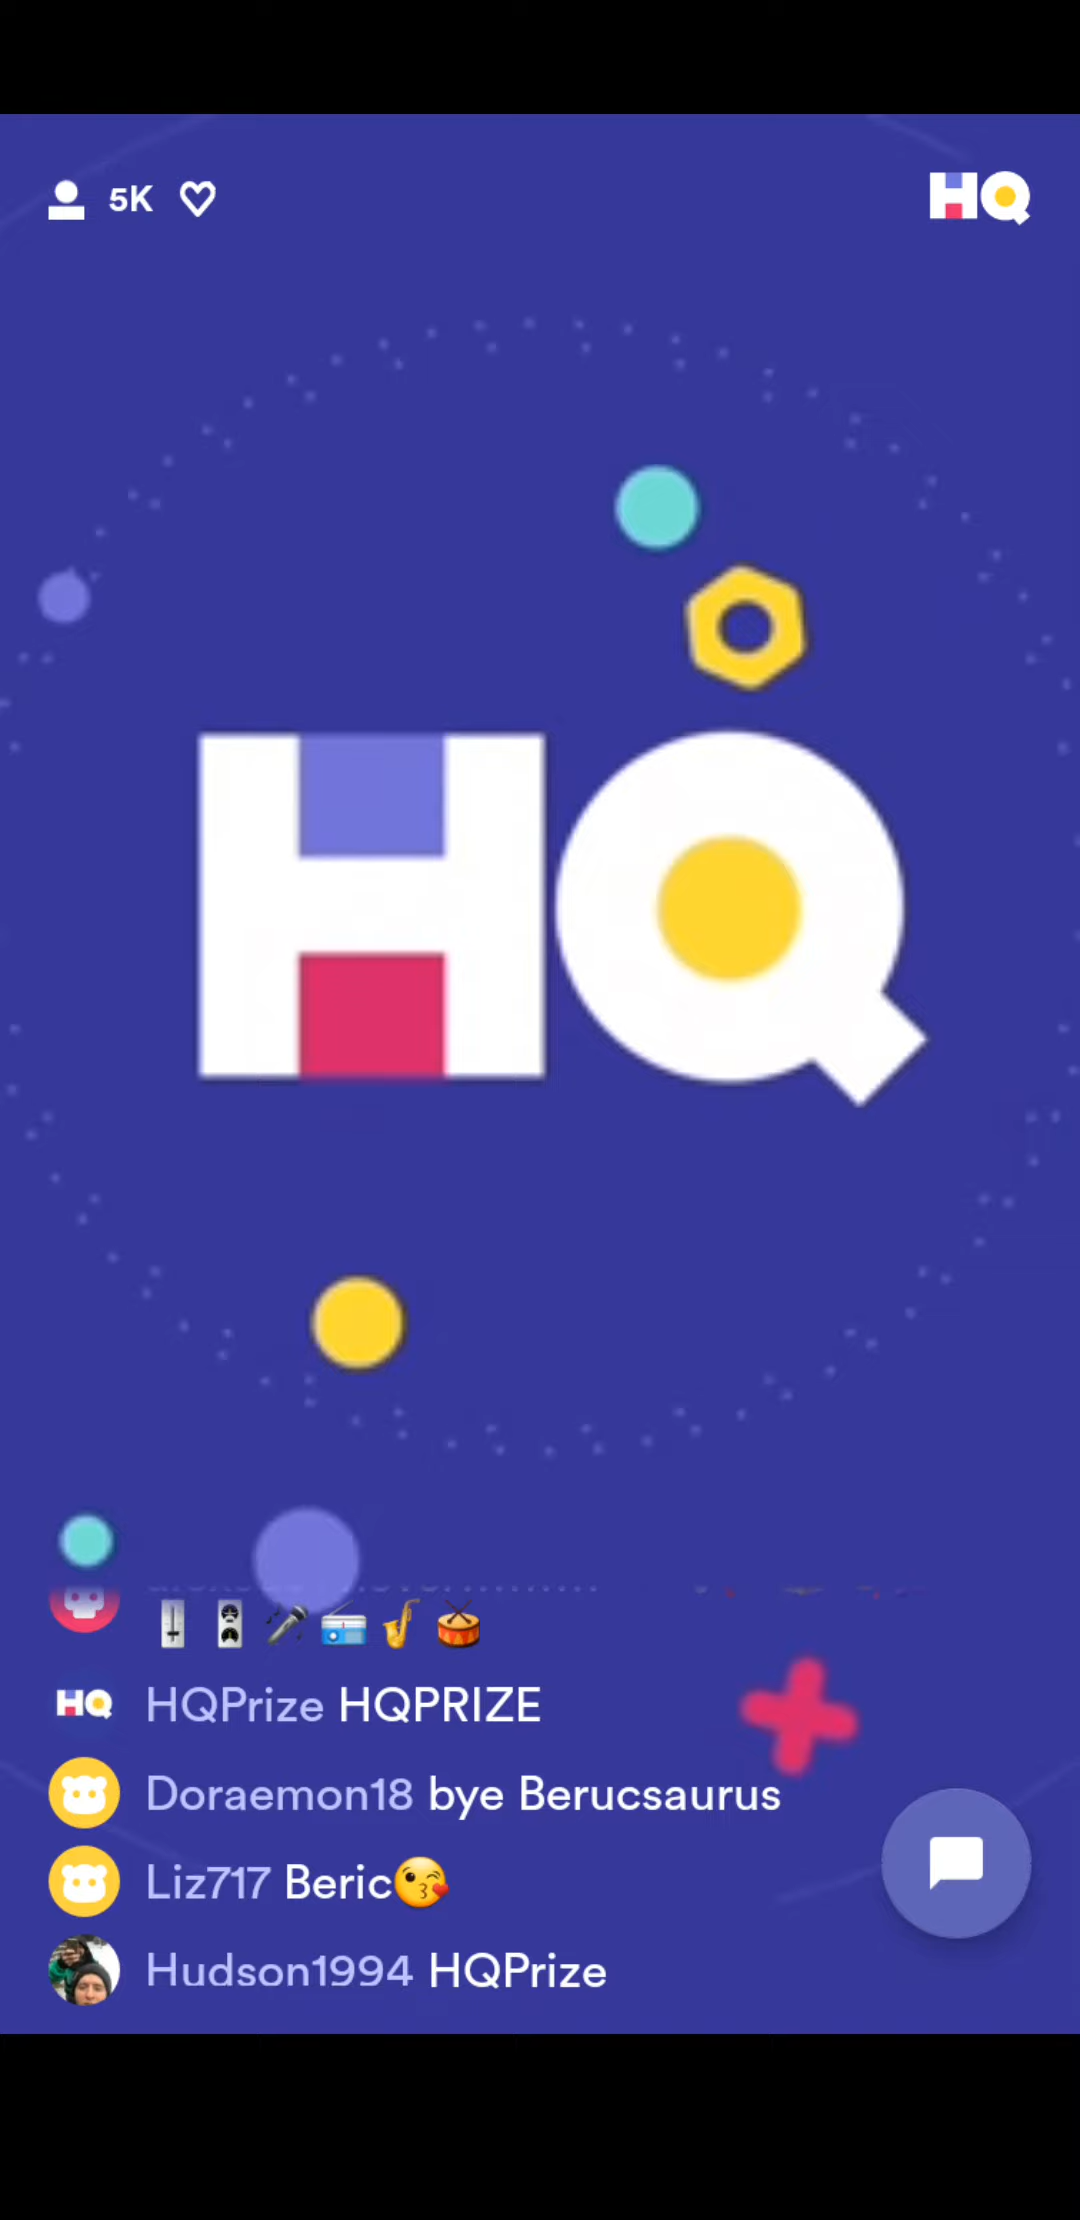 5K
HQ
HQ
🎚 🎛 🎤 📻 🎷 🥁
HQ HQPrize HQPRIZE
Doraemon18 bye Berucsaurus
Liz717 Beric😘
Hudson1994 HQPrize